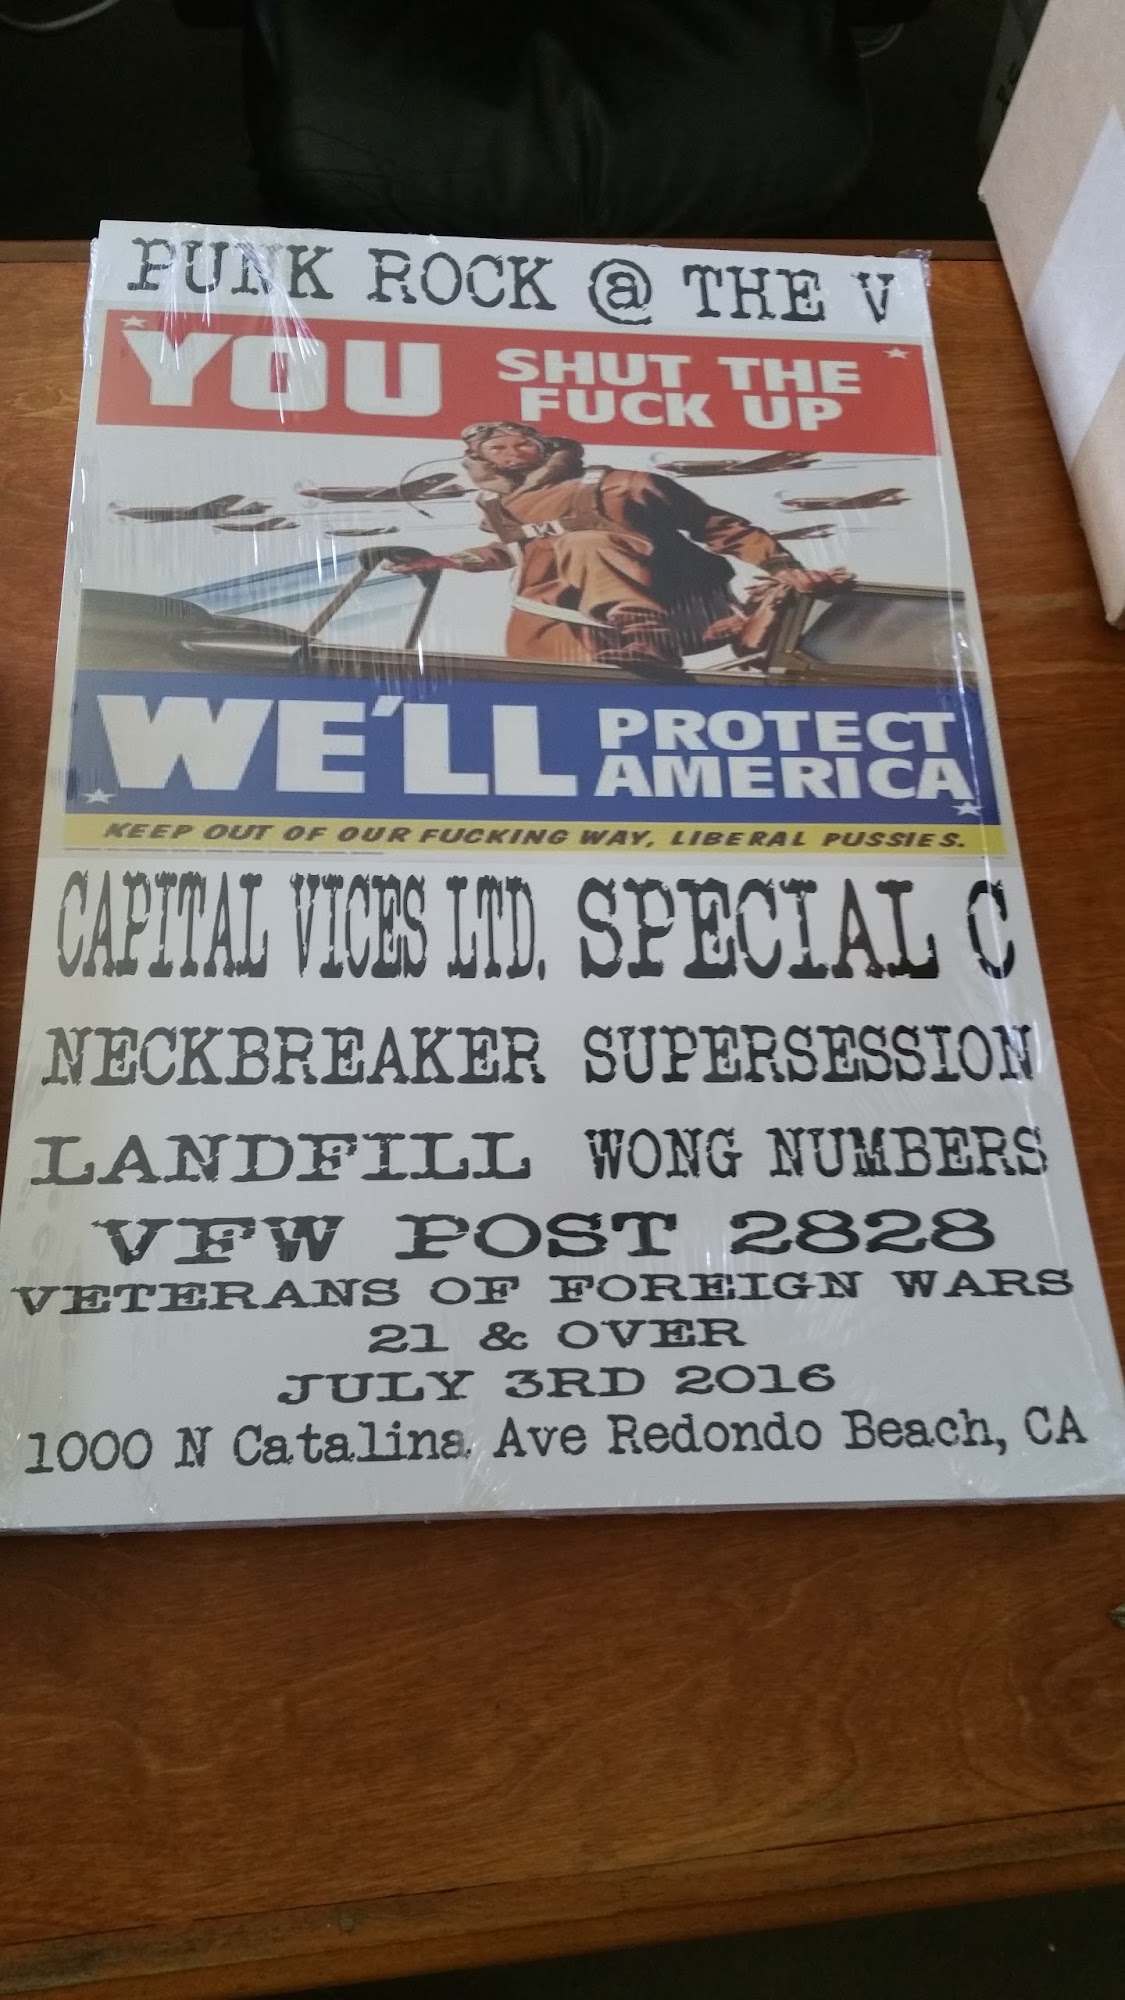 PUNK ROCK @ THE V
YOU SHUT THE FUCK UP
WE'LL PROTECT AMERICA
KEEP OUT OF OUR FUCKING WAY, LIBERAL PUSSIES.
CAPITAL VICES LTD. SPECIAL C
NECKBREAKER SUPERSESSION
LANDFILL WONG NUMBERS
VFW POST 2828
VETERANS OF FOREIGN WARS
21 & OVER
JULY 3RD 2016
1000 N Catalina Ave Redondo Beach, CA